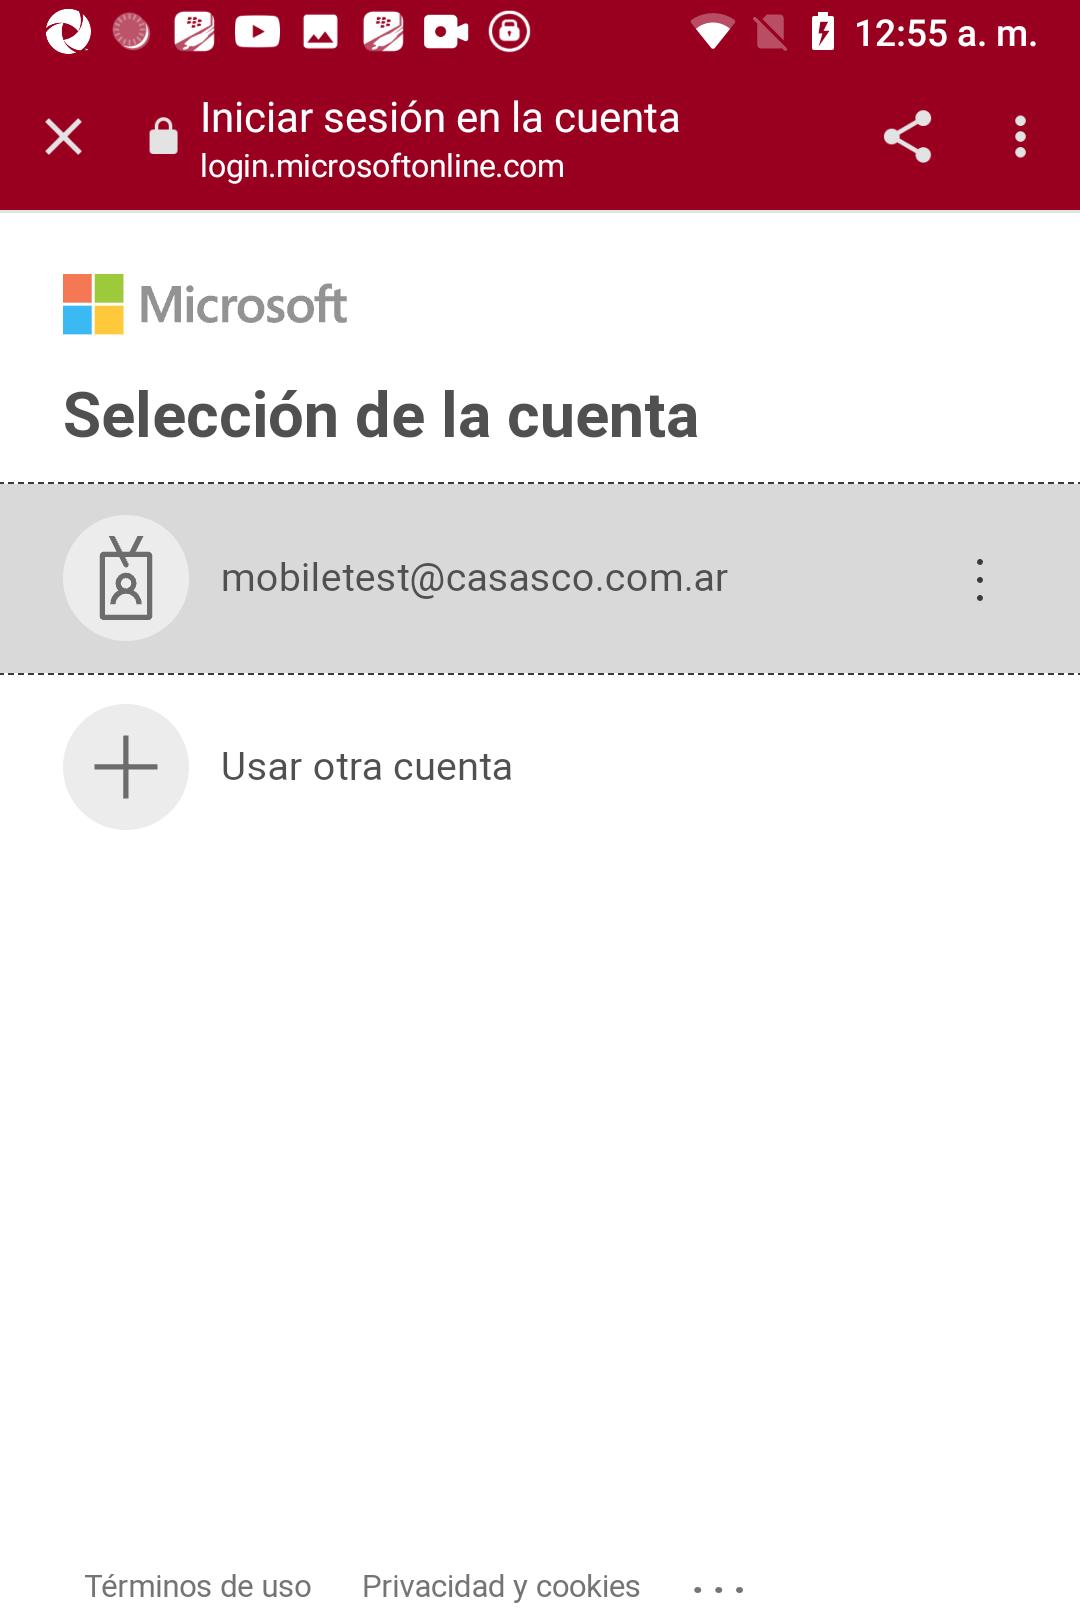 12:55 a. m.
Iniciar sesión en la cuenta
login.microsoftonline.com
Microsoft
Selección de la cuenta
mobiletest@casasco.com.ar
Usar otra cuenta
Términos de uso Privacidad y cookies ...